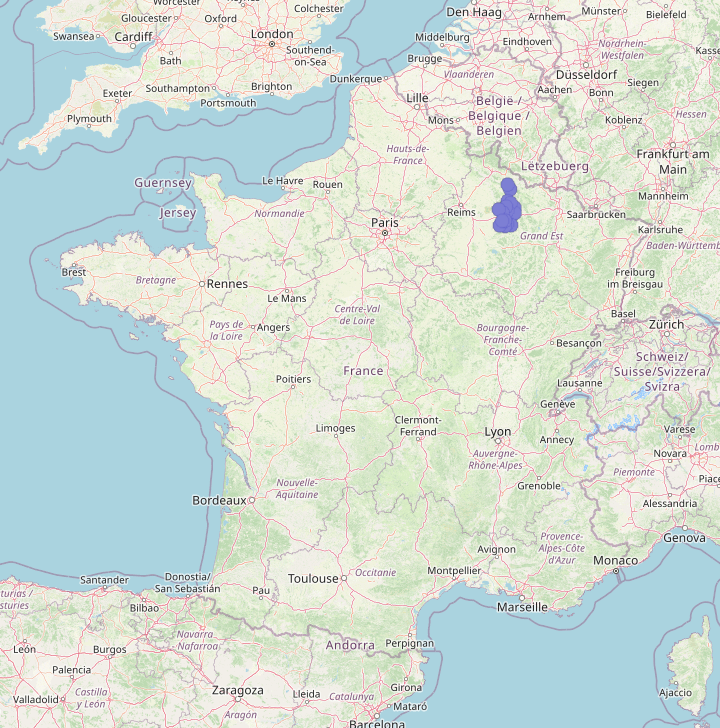 Worcester
Gloucester
Oxford
Colchester
Swansea
Cardiff
London
Bath
Southend-
on-Sea
Southampton
Brighton
Exeter
Portsmouth
Plymouth
Den Haag
Arnhem
Münster
Bielefeld
Middelburg
Eindhoven
Brugge
Nordrhein-
Westfalen
Dunkerque
Vlaanderen
Düsseldorf
Lille
België /
Belgique /
Belgien
Aachen
Siegen
Bonn
Mons
Koblenz
Hessen
Hauts-de-
France
Lëtzebuerg
Frankfurt am
Main
Guernsey
Jersey
Le Havre
Rouen
Normandie
Reims
Mannheim
Saarbrücken
Paris
Grand Est
Karlsruhe
Brest
Bretagne
Rennes
Le Mans
Freiburg
im Breisgau
Pays de
la Loire
Angers
Centre-Val
de Loire
Bourgogne-
Franche-
Comté
Basel
Zürich
Besançon
Schweiz/
Suisse/Svizzera/
Svizra
France
Poitiers
Lausanne
Genève
Limoges
Clermont-
Ferrand
Lyon
Annecy
Varese
Novara
Auvergne-
Rhône-Alpes
Piemonte
Nouvelle-
Aquitaine
Grenoble
Bordeaux
Alessandria
Genova
Provence-
Alpes-Côte
d'Azur
Avignon
Monaco
Toulouse
Occitanie
Montpellier
Marseille
Santander
Donostia/
San Sebastián
Bilbao
Pau
Navarra
Nafarroa
Andorra
Perpignan
León
Burgos
Palencia
Valladolid
Castilla
y León
Zaragoza
Lleida
Catalunya
Girona
Mataró
Aragón
Barcelona
Ajaccio